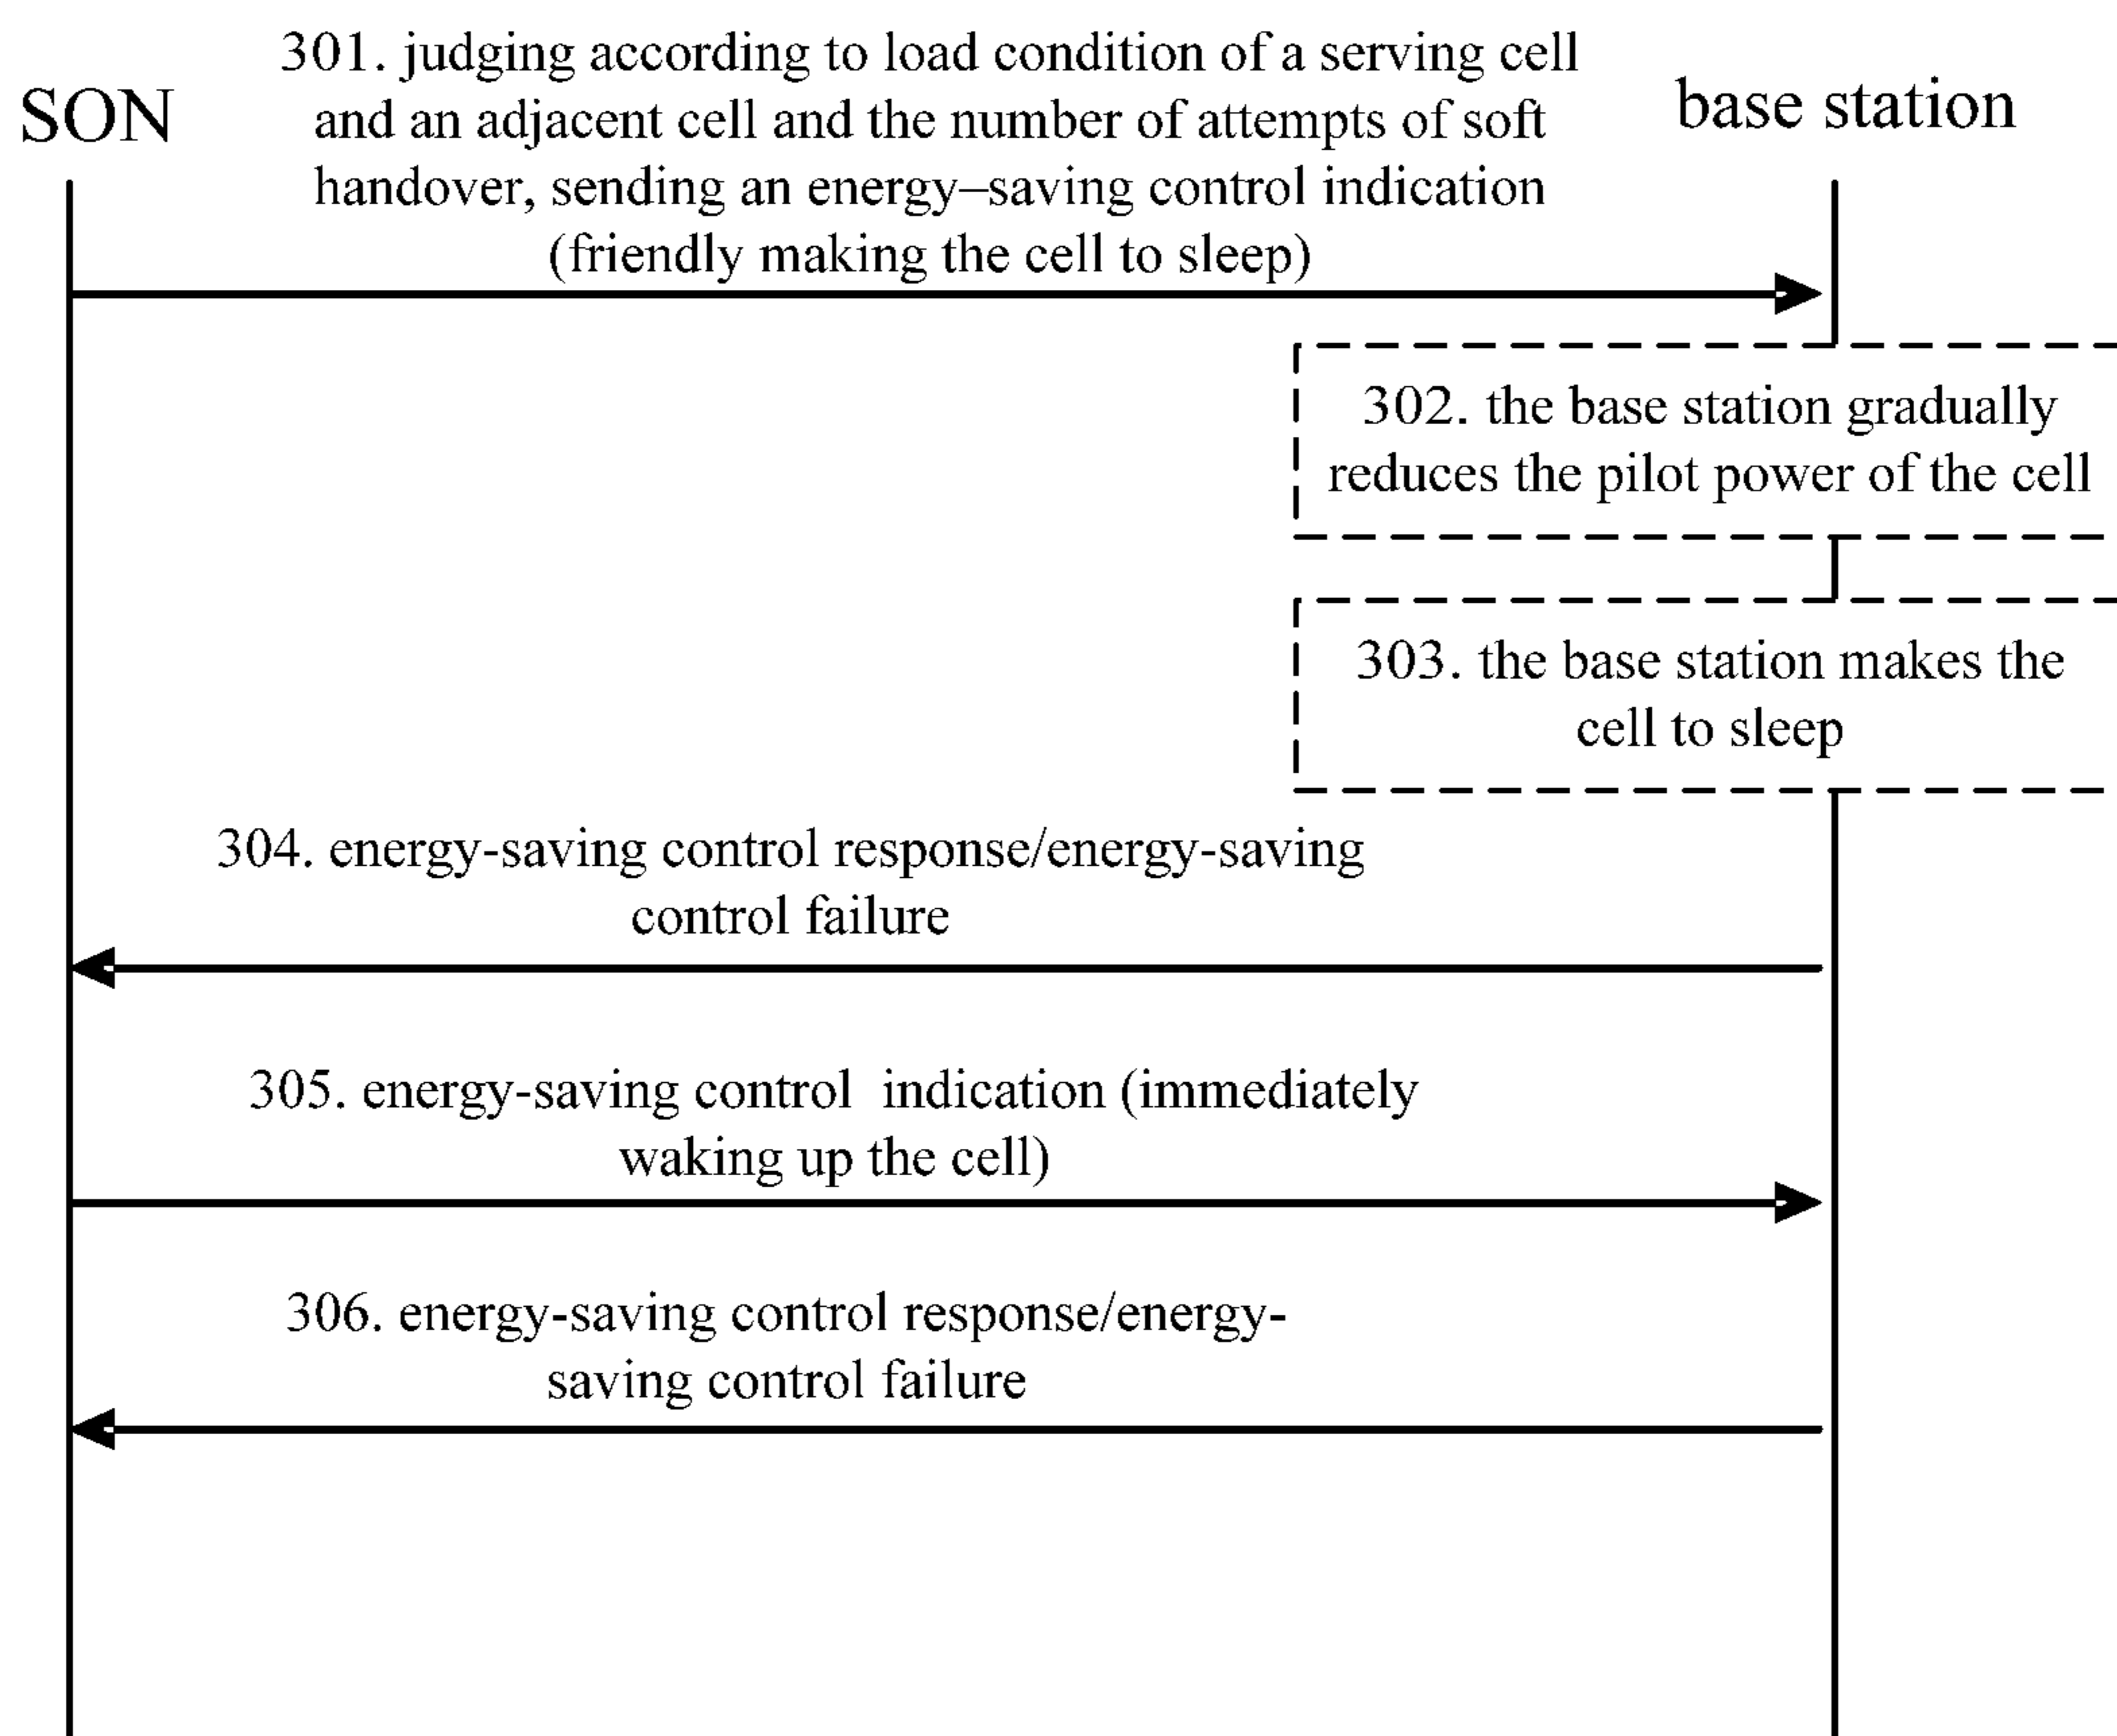 SON
base station
301. judging according to load condition of a serving cell
and an adjacent cell and the number of attempts of soft
handover, sending an energy–saving control indication
(friendly making the cell to sleep)
302. the base station gradually
reduces the pilot power of the cell
303. the base station makes the
cell to sleep
304. energy-saving control response/energy-saving
control failure
305. energy-saving control indication (immediately
waking up the cell)
306. energy-saving control response/energy-
saving control failure